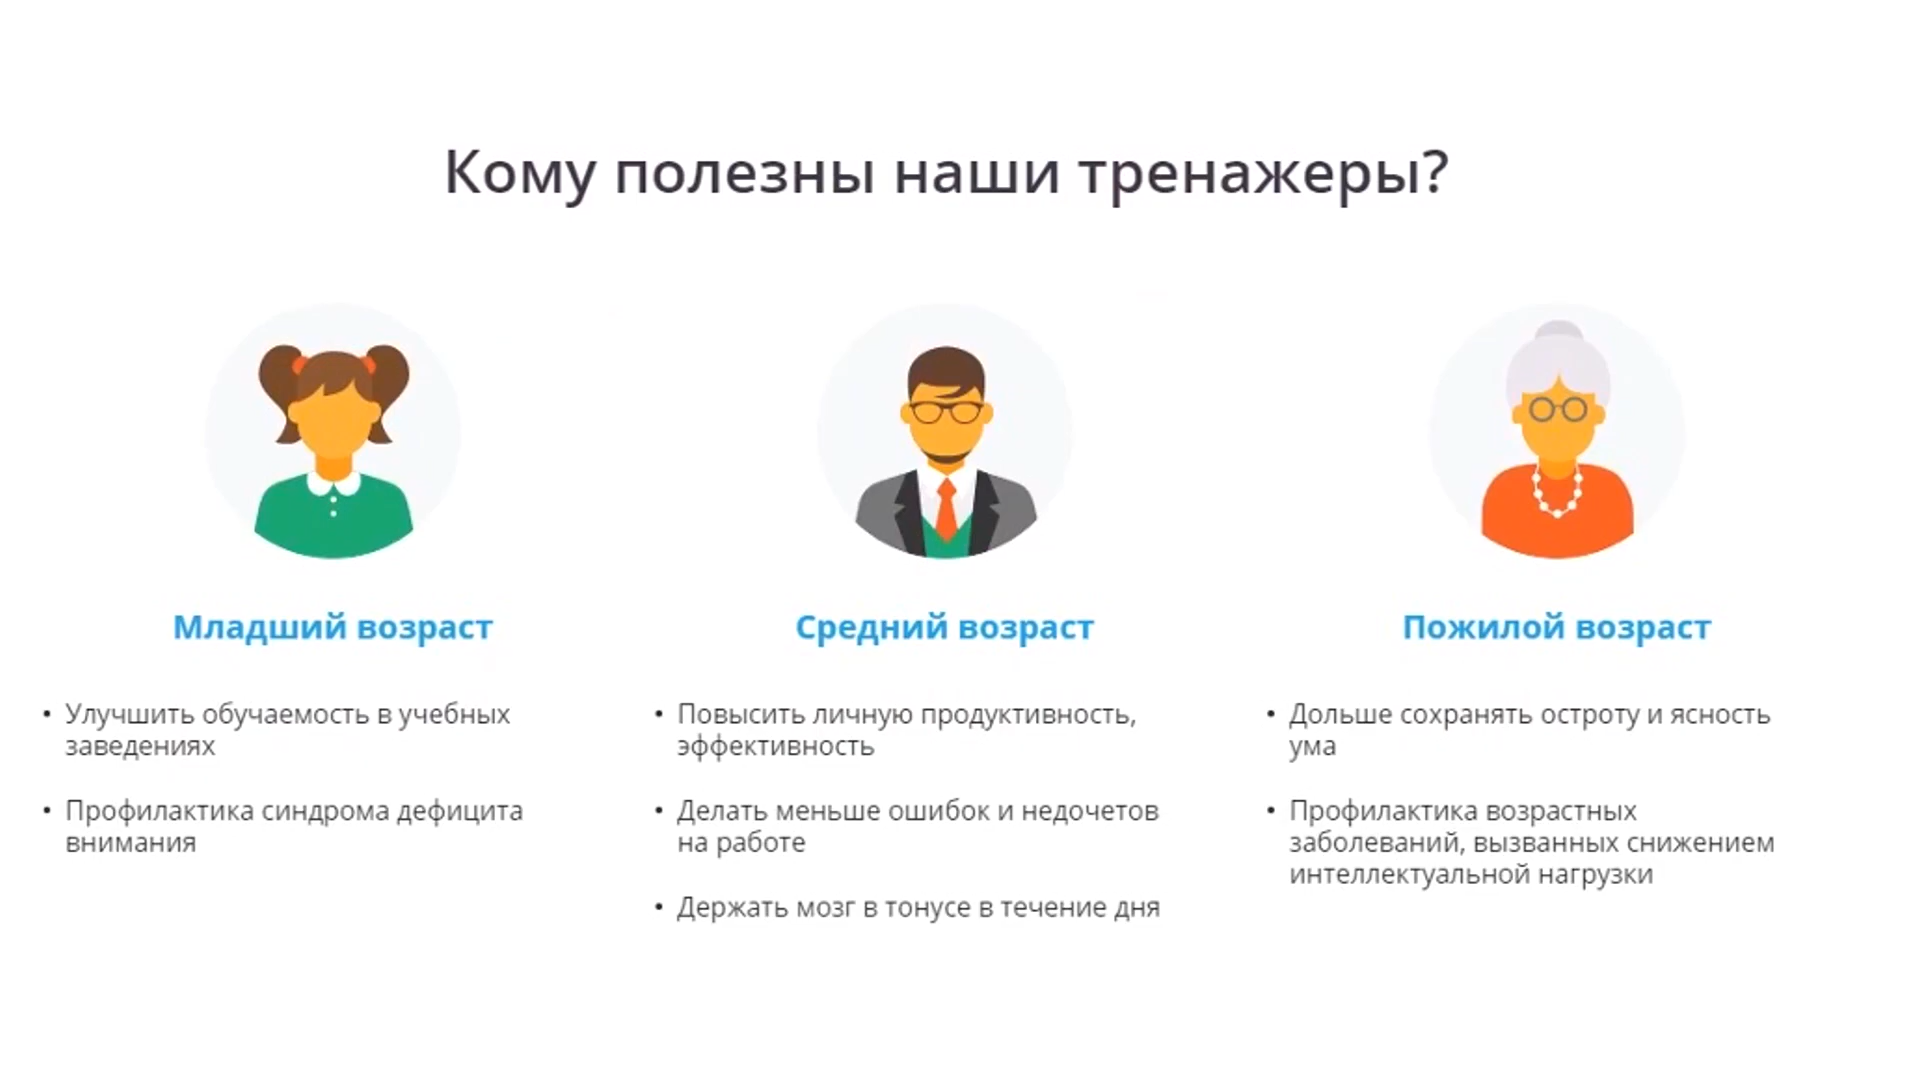 Кому полезны наши тренажеры?
Младший возраст
• Улучшить обучаемость в учебных
заведениях
• Профилактика синдрома дефицита
внимания
Средний возраст
• Повысить личную продуктивность,
эффективность
• Делать меньше ошибок и недочетов
на работе
• Держать мозг в тонусе в течение дня
Пожилой возраст
• Дольше сохранять остроту и ясность
ума
• Профилактика возрастных
заболеваний, вызванных снижением
интеллектуальной нагрузки